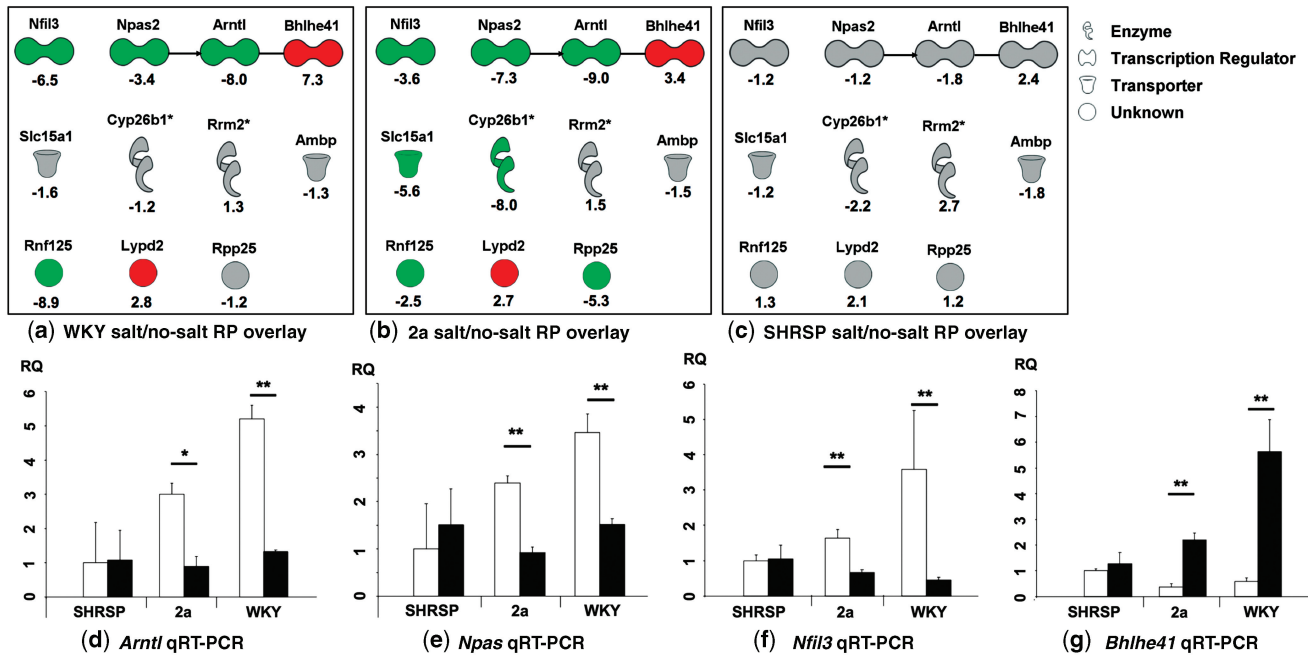 Nfil3 Npas2 Arntl Bhlhe41
-6.5 -3.4 -8.0 7.3
Slc15a1 Cyp26b1* Rrm2* Ambp
-1.6 -1.2 1.3 -1.3
Rnf125 Lypd2 Rpp25
-8.9 2.8 -1.2
(a) WKY salt/no-salt RP overlay
Nfil3 Npas2 Arntl Bhlhe41
-3.6 -7.3 -9.0 3.4
Slc15a1 Cyp26b1* Rrm2* Ambp
-5.6 -8.0 1.5 -1.5
Rnf125 Lypd2 Rpp25
-2.5 2.7 -5.3
(b) 2a salt/no-salt RP overlay
Nfil3 Npas2 Arntl Bhlhe41
-1.2 -1.2 -1.8 2.4
Slc15a1 Cyp26b1* Rrm2* Ambp
-1.2 -2.2 2.7 -1.8
Rnf125 Lypd2 Rpp25
1.3 2.1 1.2
(c) SHRSP salt/no-salt RP overlay
Enzyme
Transcription Regulator
Transporter
Unknown
RQ
6
5
4
3
2
1
0
* **
SHRSP 2a WKY
(d) Arntl qRT-PCR
RQ
4
3
2
1
0
** **
SHRSP 2a WKY
(e) Npas qRT-PCR
RQ
6
5
4
3
2
1
0
** **
SHRSP 2a WKY
(f) Nfil3 qRT-PCR
RQ
8
7
6
5
4
3
2
1
0
** **
SHRSP 2a WKY
(g) Bhlhe41 qRT-PCR